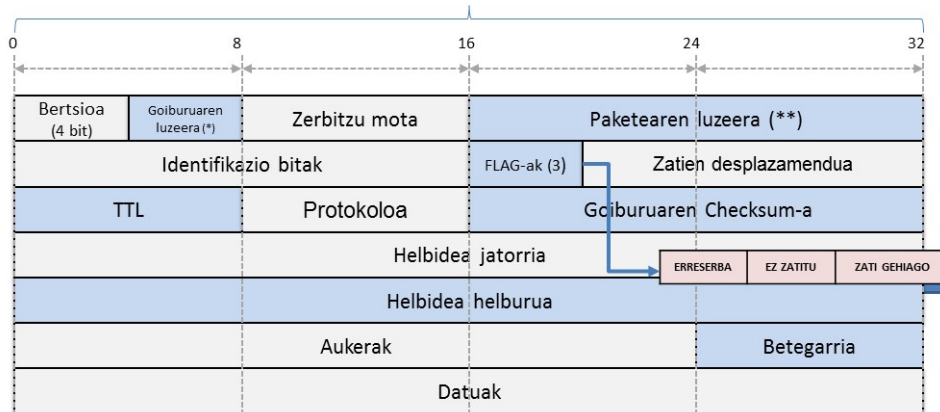 0 8 16 24 32
Bertsioa
(4 bit)
Goiburuaren
luzeera (*)
Zerbitzu mota
Paketearen luzeera (**)
Identifikazio bitak
FLAG-ak (3)
Zatien desplazamendua
TTL
Protokoloa
Goiburuaren Checksum-a
Helbidea jatorria
ERRESERBA
EZ ZATITU
ZATI GEHIAGO
Helbidea helburua
Aukerak
Betegarria
Datuak